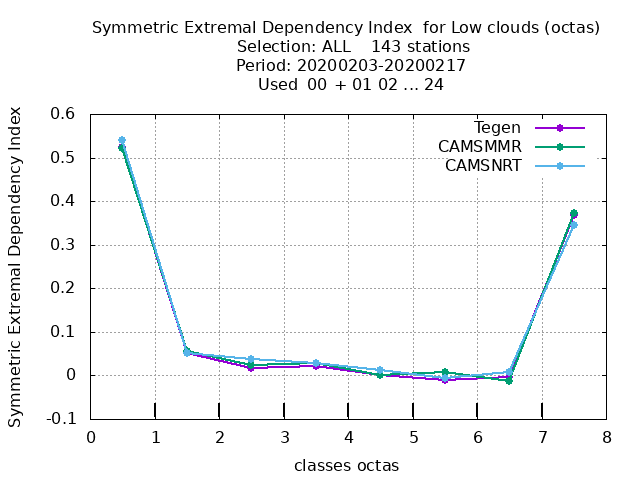 Symmetric Extremal Dependency Index  for Low clouds (octas)
Selection: ALL    143 stations
Period: 20200203-20200217
Used  00  + 01 02 ... 24
Symmetric Extremal Dependency Index
0.6
0.5
0.4
0.3
0.2
0.1
0
-0.1
Tegen
CAMSMMR
CAMSNRT
0 1 2 3 4 5 6 7 8
classes octas